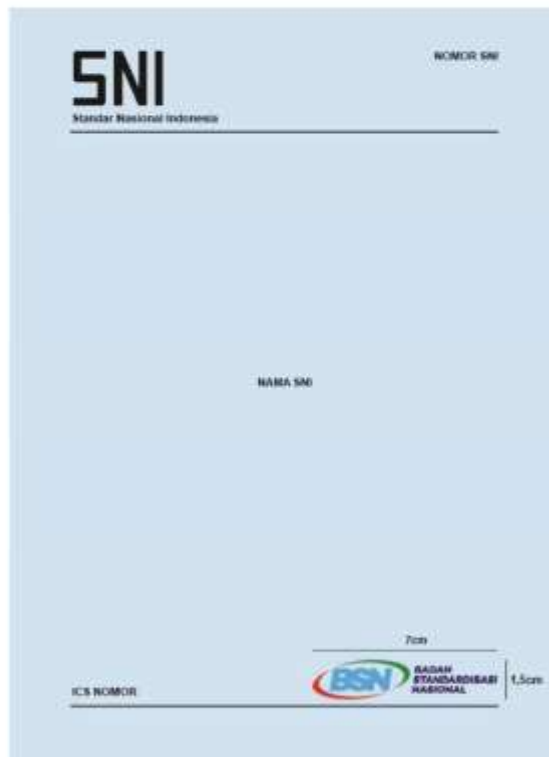 SNI
NOMOR SNI
Standar Nasional Indonesia
NAMA SNI
7cm
BSN
BADAN
STANDARDISASI
NASIONAL
1,5cm
ICS NOMOR